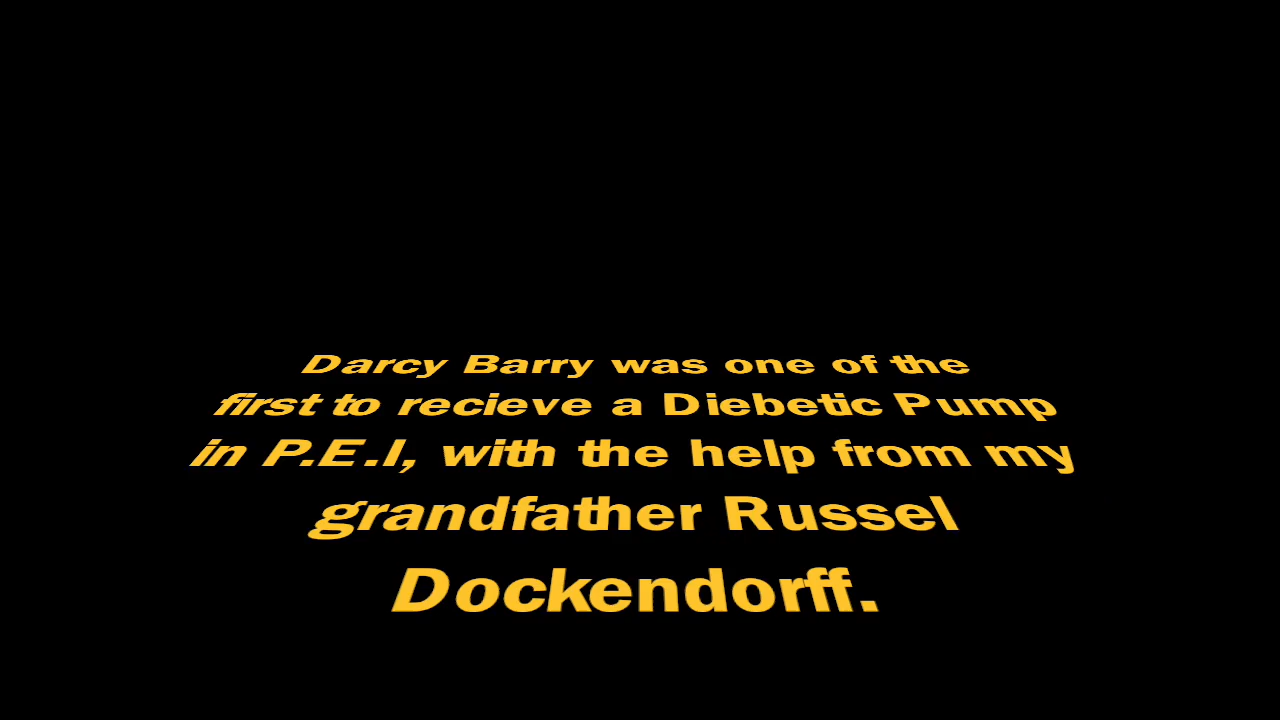 Darcy Barry was one of the
first to recieve a Diebetic Pump
in P.E.I, with the help from my
grandfather Russel
Dockendorff.